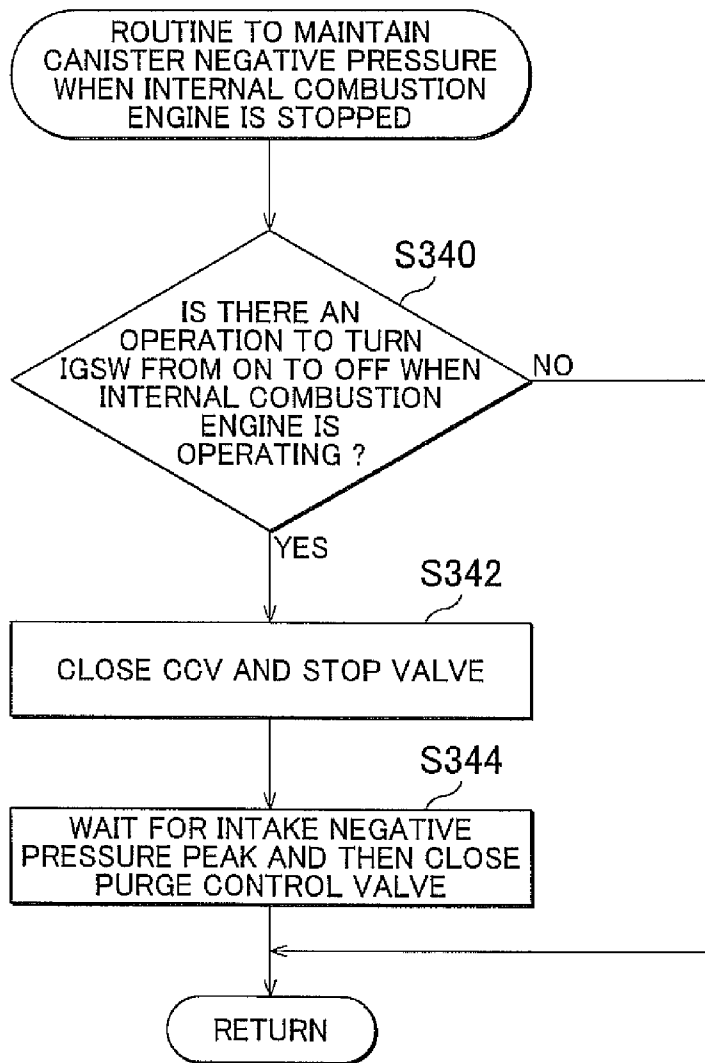 ROUTINE TO MAINTAIN
CANISTER NEGATIVE PRESSURE
WHEN INTERNAL COMBUSTION
ENGINE IS STOPPED
S340
IS THERE AN
OPERATION TO TURN
IGSW FROM ON TO OFF WHEN
INTERNAL COMBUSTION
ENGINE IS
OPERATING ?
NO
YES
S342
CLOSE CCV AND STOP VALVE
S344
WAIT FOR INTAKE NEGATIVE
PRESSURE PEAK AND THEN CLOSE
PURGE CONTROL VALVE
RETURN